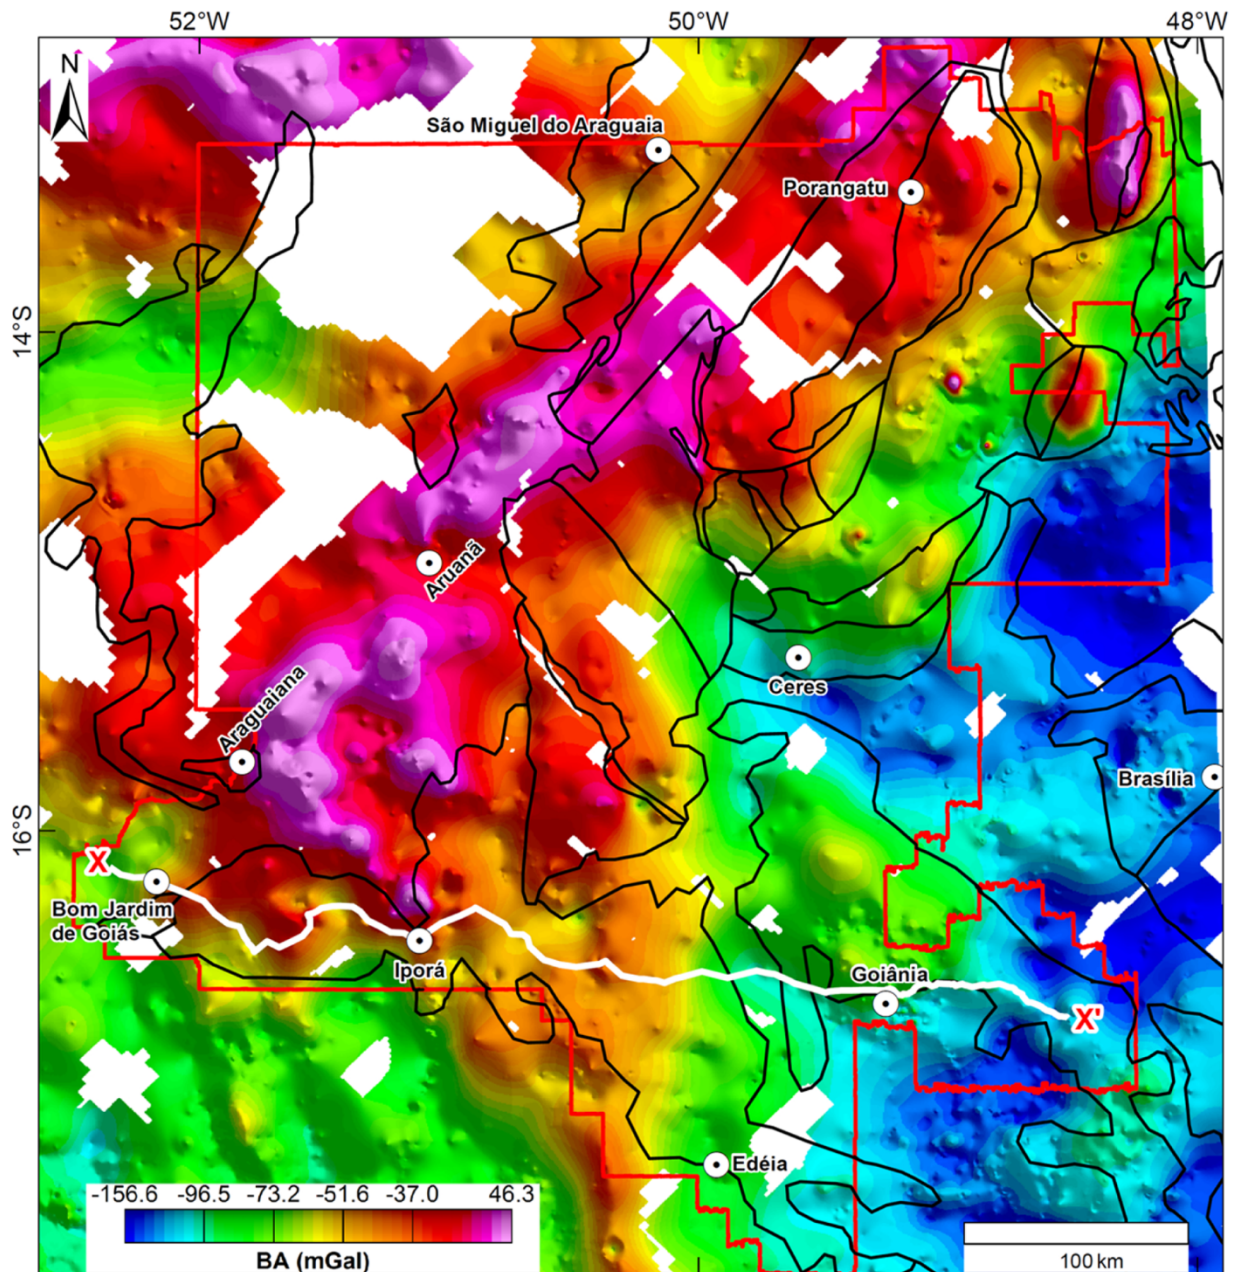 52°W
50°W
48°W
N
São Miguel do Araguaia
Porangatu
14°S
Aruanã
Ceres
Araguaiana
Brasília
16°S
X
Bom Jardim
de Goiás
Iporá
Goiânia
X'
Edéia
-156.6 -96.5 -73.2 -51.6 -37.0 46.3
BA (mGal)
100 km